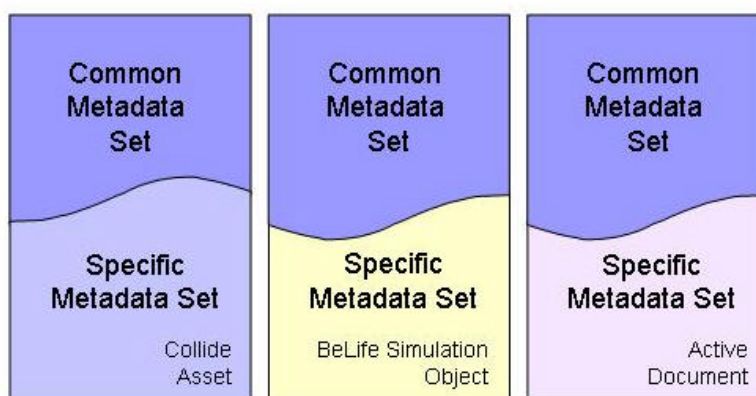 Common
Metadata
Set
Specific
Metadata Set
Collide
Asset
Common
Metadata
Set
Specific
Metadata Set
BeLife Simulation
Object
Common
Metadata
Set
Specific
Metadata Set
Active
Document